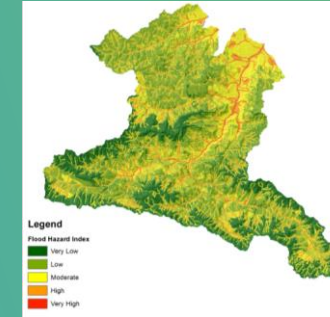 Legend
Flood Hazard Index
Very Low
Low
Moderate
High
Very High